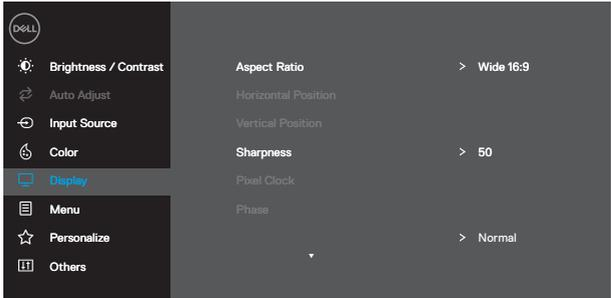 DELL
Brightness / Contrast
Auto Adjust
Input Source
Color
Display
Menu
Personalize
Others
Aspect Ratio > Wide 16:9
Horizontal Position
Vertical Position
Sharpness > 50
Pixel Clock
Phase
> Normal